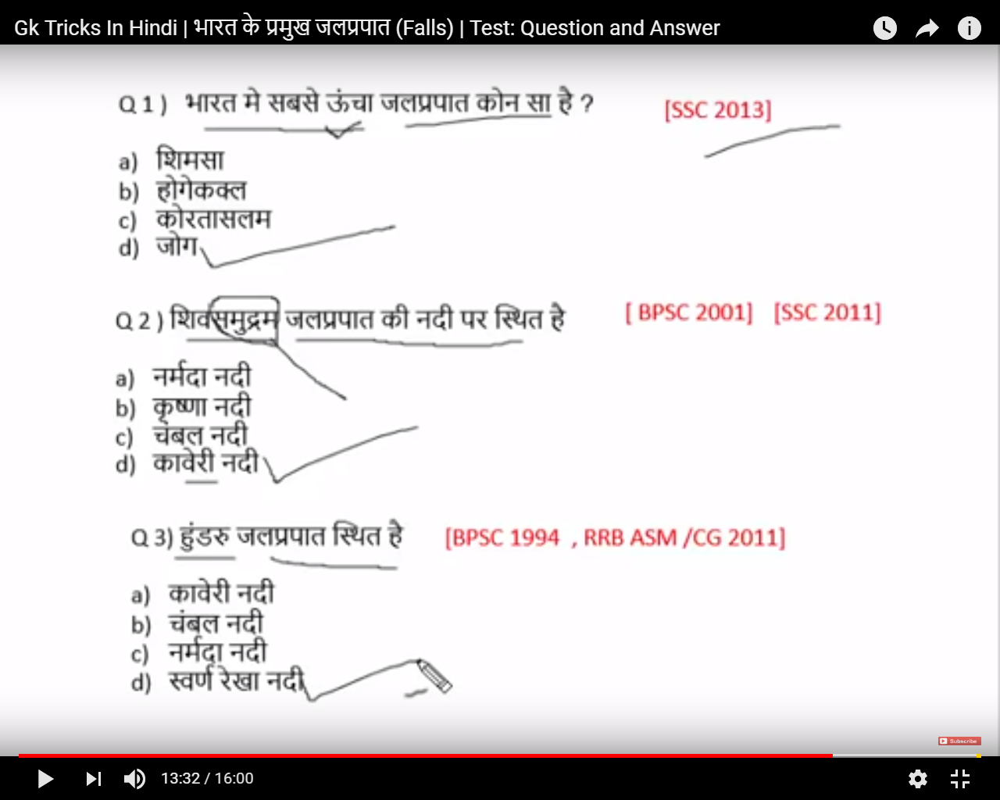 Gk Tricks In Hindi | भारत के प्रमुख जलप्रपात (Falls) | Test: Question and Answer
Q 1 ) भारत मे सबसे ऊंचा जलप्रपात कोन सा है ? [SSC 2013]
a) शिमसा
b) होगेकक्ल
c) कोरतासलम
d) जोग
Q 2 ) शिवसमुद्रम जलप्रपात की नदी पर स्थित है [ BPSC 2001] [SSC 2011]
a) नर्मदा नदी
b) कृष्णा नदी
c) चंबल नदी
d) कावेरी नदी
Q 3) हुंडरु जलप्रपात स्थित है [BPSC 1994 , RRB ASM /CG 2011]
a) कावेरी नदी
b) चंबल नदी
c) नर्मदा नदी
d) स्वर्ण रेखा नदी
Subscribe
13:32 / 16:00